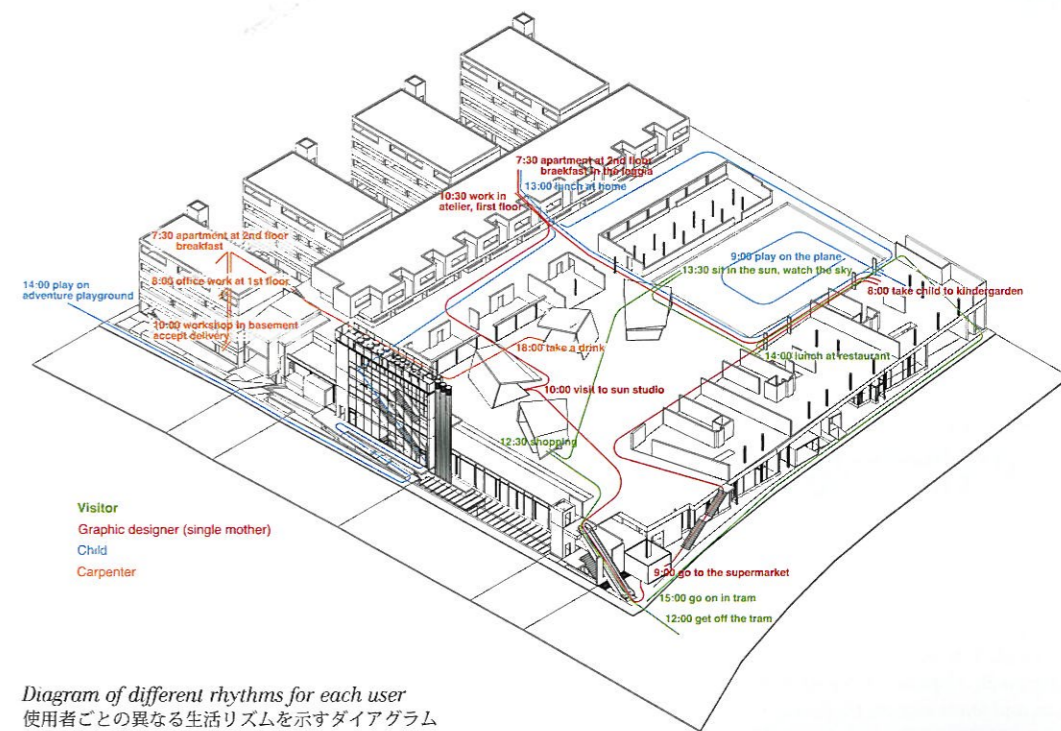 7:30 apartment at 2nd floor
braekfast in the loggia
13:00 lunch at home
10:30 work in
atelier, first floor
7:30 apartment at 2nd floor
breakfast
9:00 play on the plane
13:30 sit in the sun, watch the sky
14:00 play on
adventure playground
8:00 office work at 1st floor
8:00 take child to kindergarden
10:00 workshop in basement
accept delivery
18:00 take a drink
14:00 lunch at restaurant
10:00 visit to sun studio
12:30 shopping
Visitor
Graphic designer (single mother)
Child
Carpenter
9:00 go to the supermarket
15:00 go on in tram
12:00 get off the tram
Diagram of different rhythms for each user
使用者ごとの異なる生活リズムを示すダイアグラム